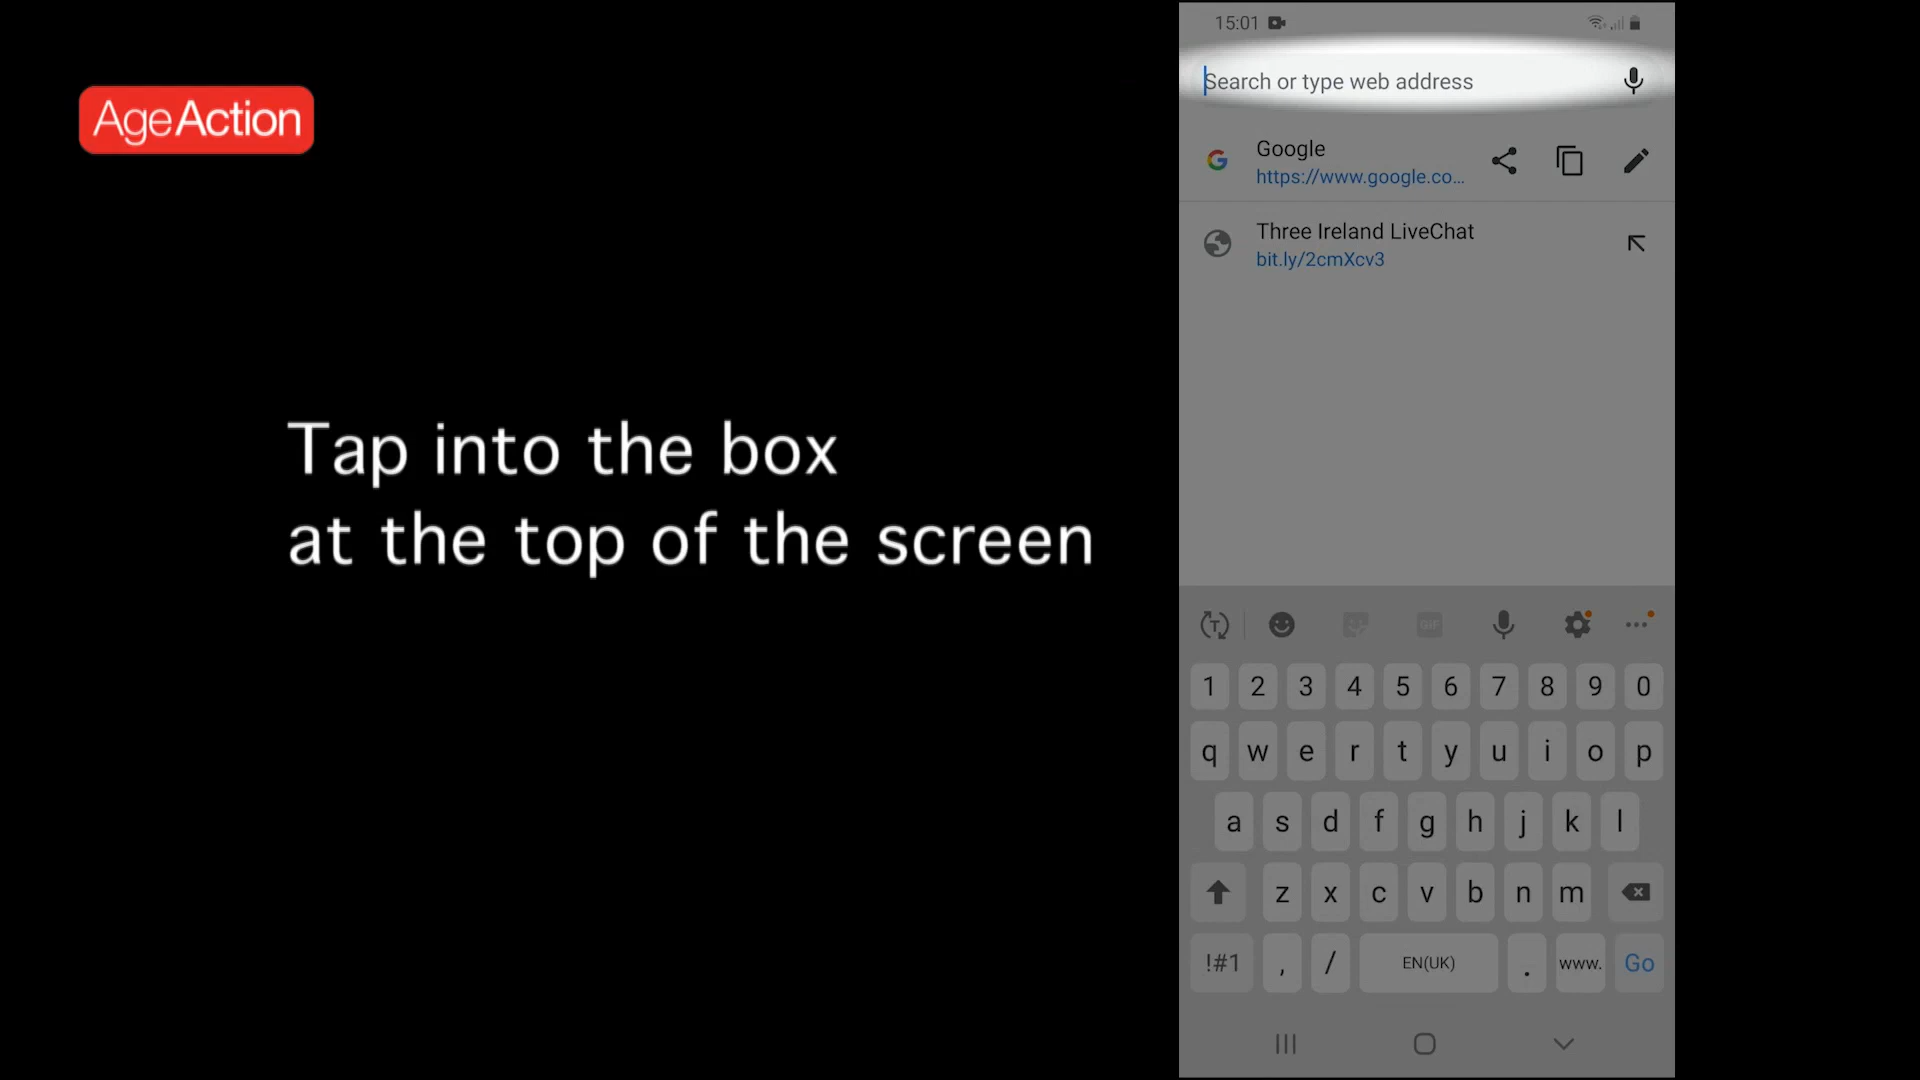 AgeAction
Tap into the box
at the top of the screen
15:01
Search or type web address
Google
https://www.google.co...
Three Ireland LiveChat
bit.ly/2cmXcv3
T
GIF
1 2 3 4 5 6 7 8 9 0
q w e r t y u i o p
a s d f g h j k l
z x c v b n m
!#1 , / EN(UK) . www. Go